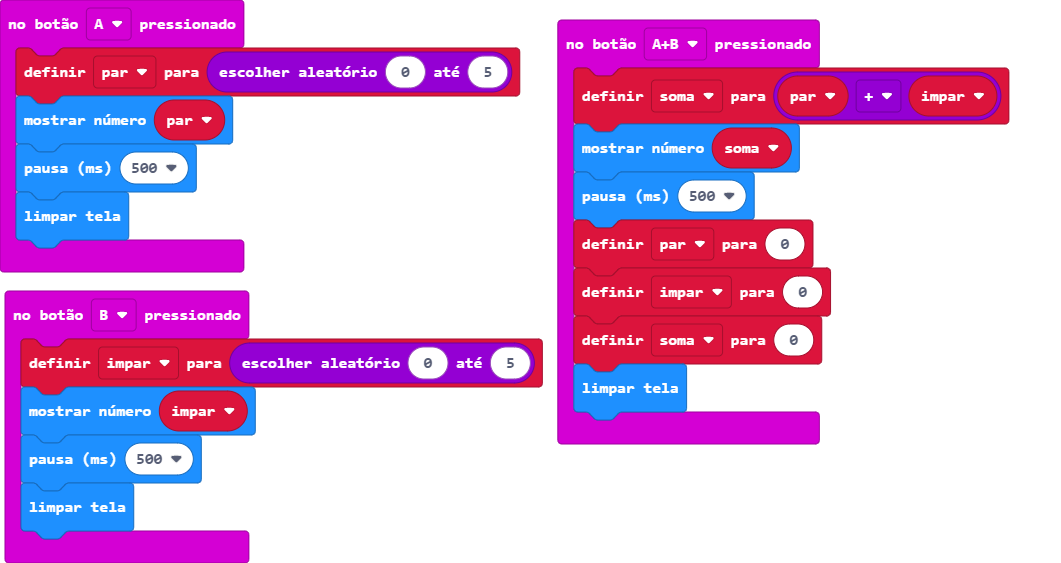 no botão A pressionado
definir par para escolher aleatório 0 até 5
mostrar número par
pausa (ms) 500
limpar tela
no botão B pressionado
definir impar para escolher aleatório 0 até 5
mostrar número impar
pausa (ms) 500
limpar tela
no botão A+B pressionado
definir soma para par + impar
mostrar número soma
pausa (ms) 500
definir par para 0
definir impar para 0
definir soma para 0
limpar tela